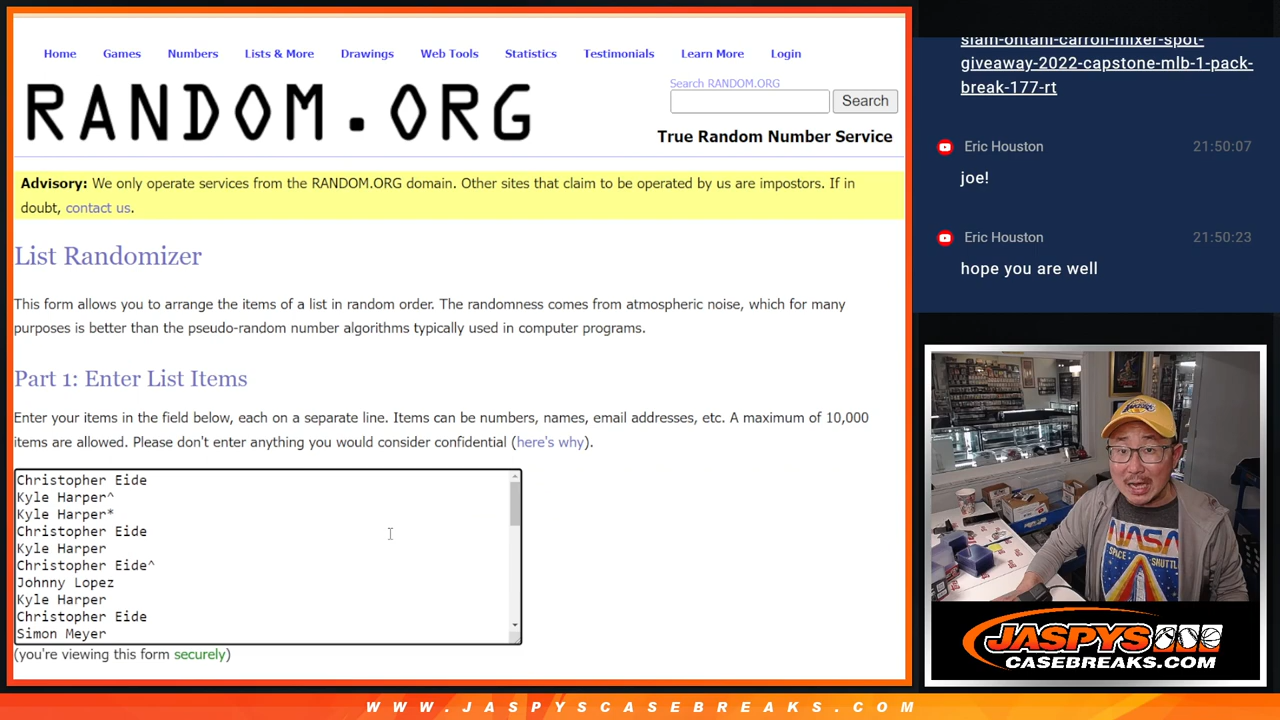 Home Games Numbers Lists & More Drawings Web Tools Statistics Testimonials Learn More Login
RANDOM.ORG
Search RANDOM.ORG
Search
True Random Number Service
Advisory: We only operate services from the RANDOM.ORG domain. Other sites that claim to be operated by us are impostors. If in
doubt, contact us.
List Randomizer
This form allows you to arrange the items of a list in random order. The randomness comes from atmospheric noise, which for many
purposes is better than the pseudo-random number algorithms typically used in computer programs.
Part 1: Enter List Items
Enter your items in the field below, each on a separate line. Items can be numbers, names, email addresses, etc. A maximum of 10,000
items are allowed. Please don't enter anything you would consider confidential (here's why).
Christopher Eide
Kyle Harper^
Kyle Harper*
Christopher Eide
Kyle Harper
Christopher Eide^
Johnny Lopez
Kyle Harper
Christopher Eide
Simon Meyer
(you're viewing this form securely)
slam-ohtani-carroll-mixer-spot-
giveaway-2022-capstone-mlb-1-pack-
break-177-rt
Eric Houston 21:50:07
joe!
Eric Houston 21:50:23
hope you are well
NASA
SPACE SHUTTLE
JASPYS
CASEBREAKS.COM
WWW.JASPYSCASEBREAKS.COM